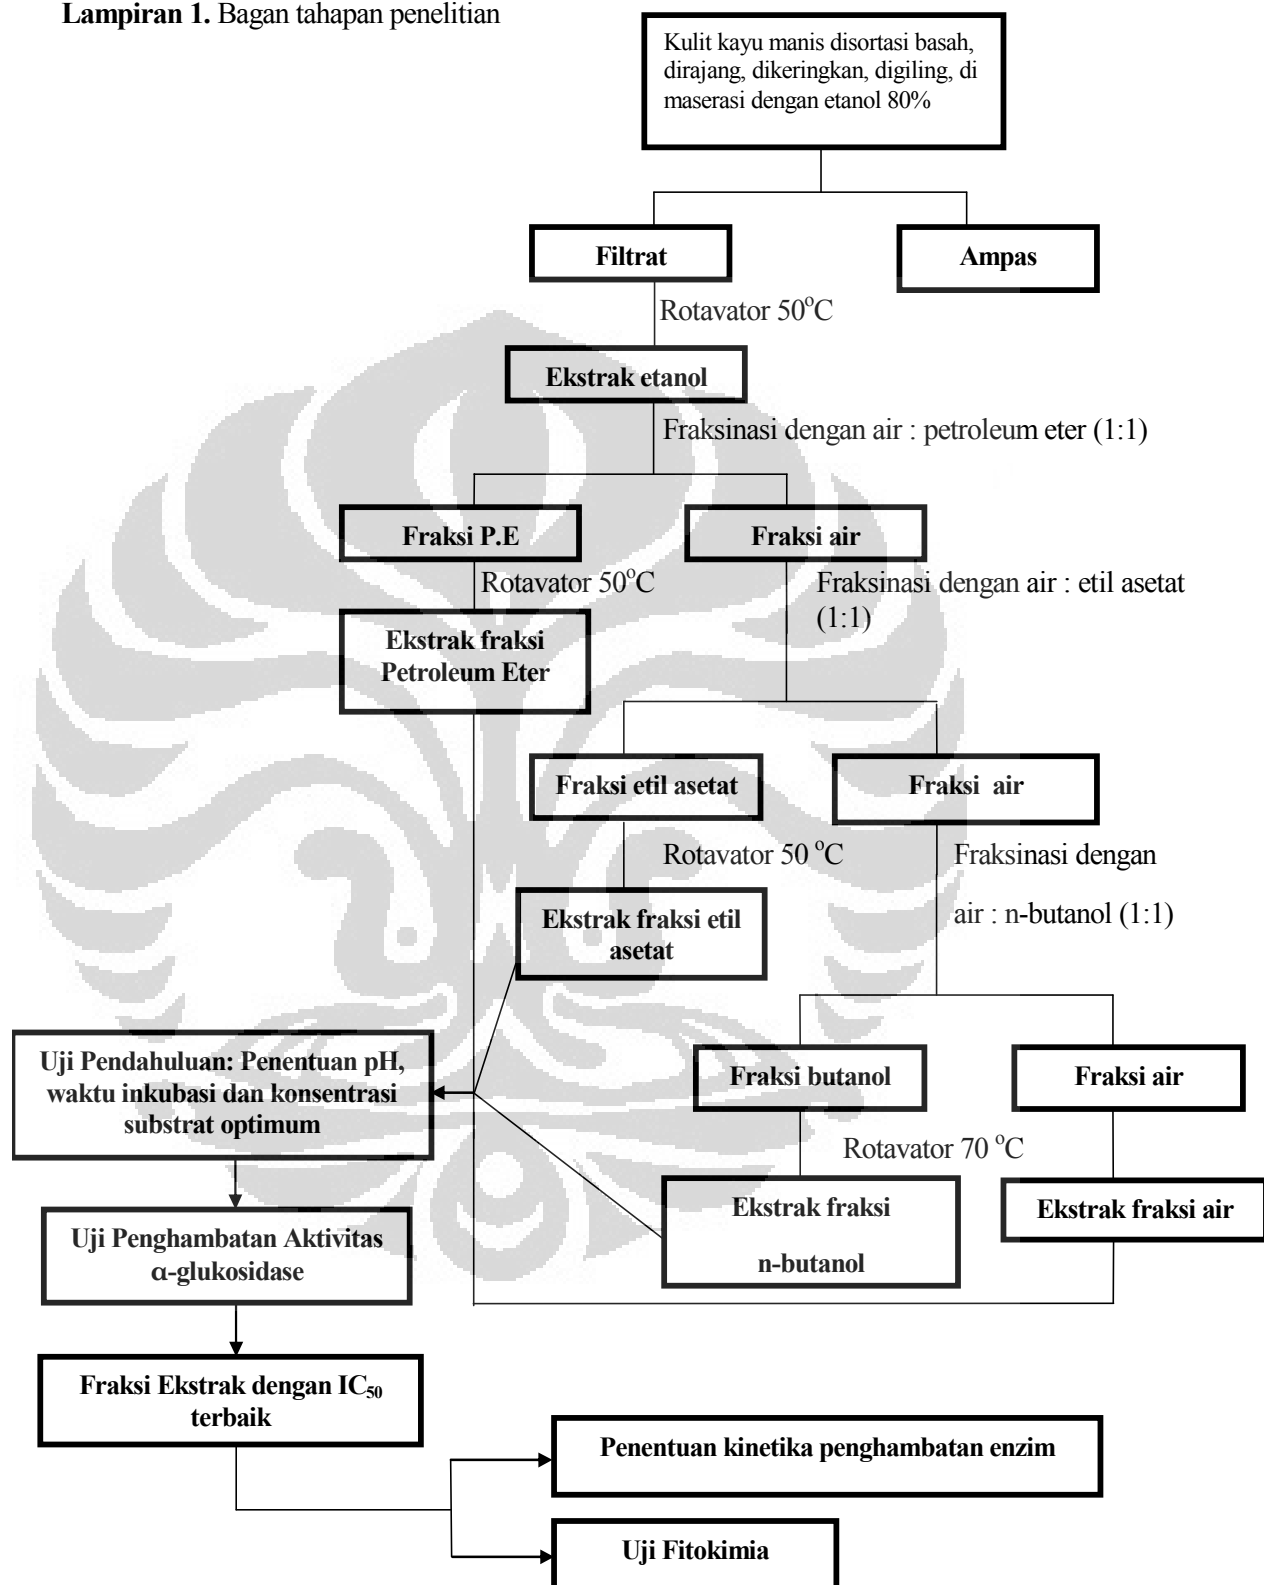 Lampiran 1. Bagan tahapan penelitian
Kulit kayu manis disortasi basah,
dirajang, dikeringkan, digiling, di
maserasi dengan etanol 80%
Filtrat
Ampas
Rotavator 50°C
Ekstrak etanol
Fraksinasi dengan air : petroleum eter (1:1)
Fraksi P.E
Fraksi air
Rotavator 50°C
Fraksinasi dengan air : etil asetat
(1:1)
Ekstrak fraksi
Petroleum Eter
Fraksi etil asetat
Fraksi air
Rotavator 50 °C
Fraksinasi dengan
air : n-butanol (1:1)
Ekstrak fraksi etil
asetat
Uji Pendahuluan: Penentuan pH,
waktu inkubasi dan konsentrasi
substrat optimum
Fraksi butanol
Fraksi air
Rotavator 70 °C
Ekstrak fraksi
n-butanol
Ekstrak fraksi air
Uji Penghambatan Aktivitas
α-glukosidase
Fraksi Ekstrak dengan IC₅₀
terbaik
Penentuan kinetika penghambatan enzim
Uji Fitokimia